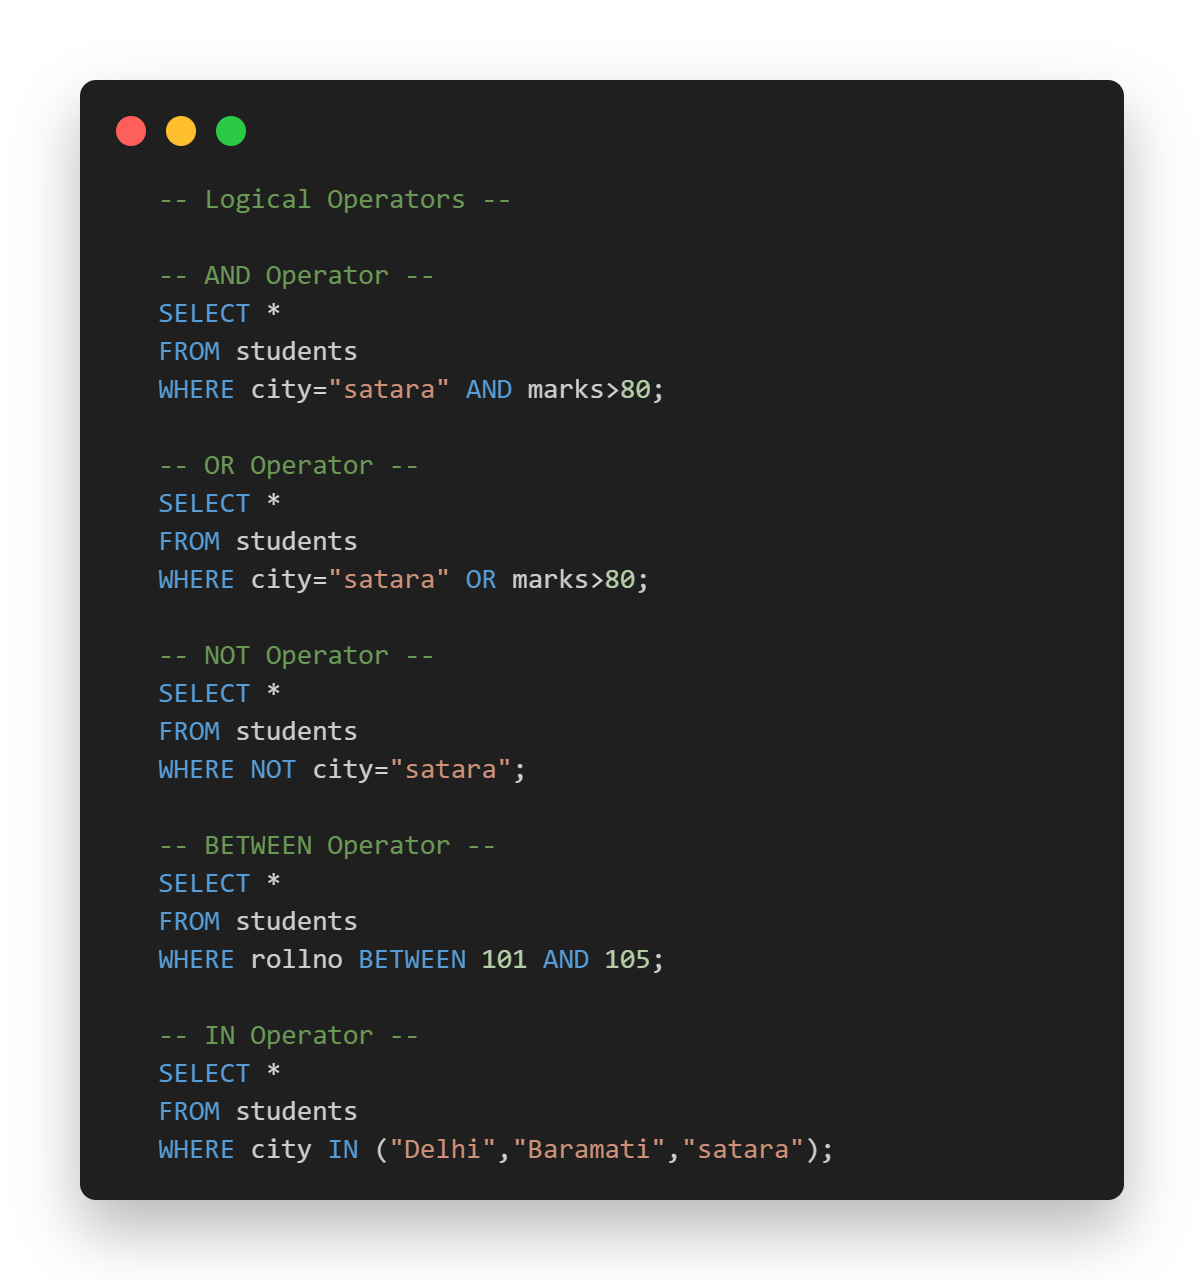 -- Logical Operators --
-- AND Operator --
SELECT *
FROM students
WHERE city="satara" AND marks>80;
-- OR Operator --
SELECT *
FROM students
WHERE city="satara" OR marks>80;
-- NOT Operator --
SELECT *
FROM students
WHERE NOT city="satara";
-- BETWEEN Operator --
SELECT *
FROM students
WHERE rollno BETWEEN 101 AND 105;
-- IN Operator --
SELECT *
FROM students
WHERE city IN ("Delhi","Baramati","satara");